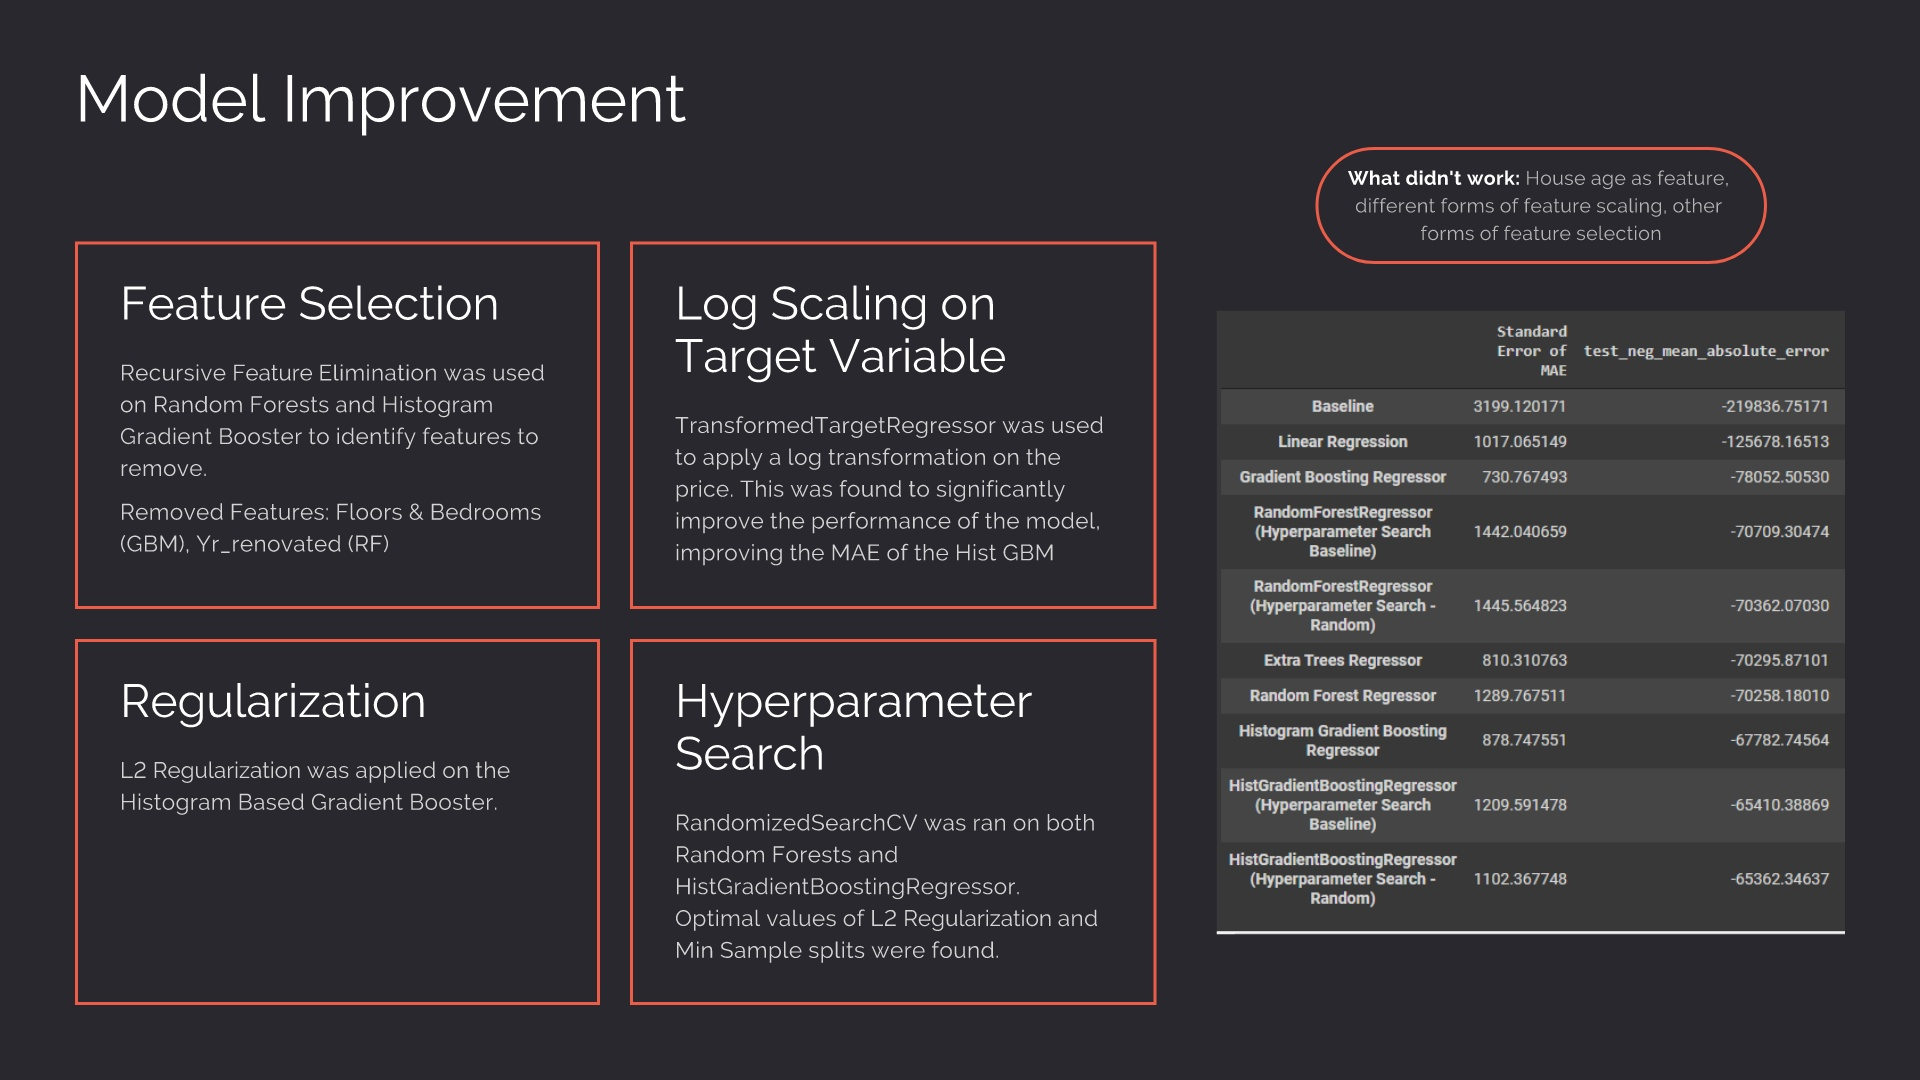 Model Improvement
What didn't work: House age as feature,
different forms of feature scaling, other
forms of feature selection
Feature Selection
Recursive Feature Elimination was used
on Random Forests and Histogram
Gradient Booster to identify features to
remove.
Removed Features: Floors & Bedrooms
(GBM), Yr_renovated (RF)
Log Scaling on
Target Variable
TransformedTargetRegressor was used
to apply a log transformation on the
price. This was found to significantly
improve the performance of the model,
improving the MAE of the Hist GBM
Regularization
L2 Regularization was applied on the
Histogram Based Gradient Booster.
Hyperparameter
Search
RandomizedSearchCV was ran on both
Random Forests and
HistGradientBoostingRegressor.
Optimal values of L2 Regularization and
Min Sample splits were found.
Standard
Error of test_neg_mean_absolute_error
MAE
Baseline 3199.120171 -219836.75171
Linear Regression 1017.065149 -125678.16513
Gradient Boosting Regressor 730.767493 -78052.50530
RandomForestRegressor
(Hyperparameter Search 1442.040659 -70709.30474
Baseline)
RandomForestRegressor
(Hyperparameter Search - 1445.564823 -70362.07030
Random)
Extra Trees Regressor 810.310763 -70295.87101
Random Forest Regressor 1289.767511 -70258.18010
Histogram Gradient Boosting
Regressor 878.747551 -67782.74564
HistGradientBoostingRegressor
(Hyperparameter Search 1209.591478 -65410.38869
Baseline)
HistGradientBoostingRegressor
(Hyperparameter Search - 1102.367748 -65362.34637
Random)